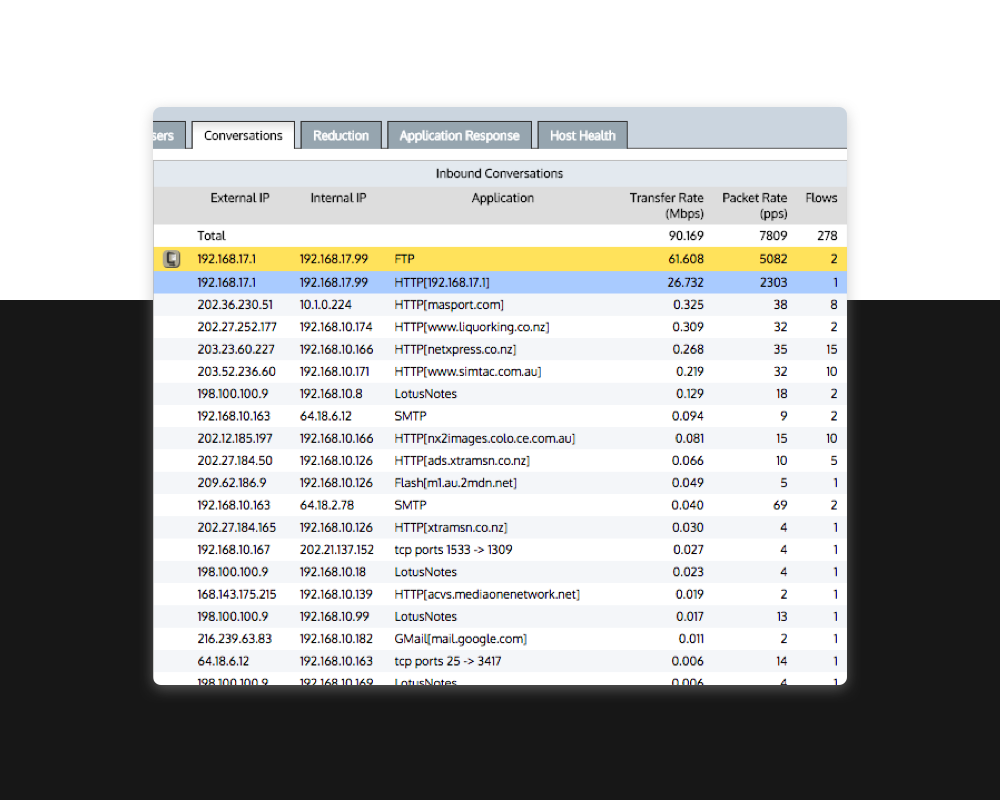 sers Conversations Reduction Application Response Host Health
Inbound Conversations
External IP Internal IP Application Transfer Rate (Mbps) Packet Rate (pps) Flows
Total 90.169 7809 278
192.168.17.1 192.168.17.99 FTP 61.608 5082 2
192.168.17.1 192.168.17.99 HTTP[192.168.17.1] 26.732 2303 1
202.36.230.51 10.1.0.224 HTTP[masport.com] 0.325 38 8
202.27.252.177 192.168.10.174 HTTP[www.liquorking.co.nz] 0.309 32 2
203.23.60.227 192.168.10.166 HTTP[netxpress.co.nz] 0.268 35 15
203.52.236.60 192.168.10.171 HTTP[www.simtac.com.au] 0.219 32 10
198.100.100.9 192.168.10.8 LotusNotes 0.129 18 2
192.168.10.163 64.18.6.12 SMTP 0.094 9 2
202.12.185.197 192.168.10.166 HTTP[nx2images.colo.ce.com.au] 0.081 15 10
202.27.184.50 192.168.10.126 HTTP[ads.xtramsn.co.nz] 0.066 10 5
209.62.186.9 192.168.10.126 Flash[m1.au.2mdn.net] 0.049 5 1
192.168.10.163 64.18.2.78 SMTP 0.040 69 2
202.27.184.165 192.168.10.126 HTTP[xtramsn.co.nz] 0.030 4 1
192.168.10.167 202.21.137.152 tcp ports 1533 -> 1309 0.027 4 1
198.100.100.9 192.168.10.18 LotusNotes 0.023 4 1
168.143.175.215 192.168.10.139 HTTP[acvs.mediaonenetwork.net] 0.019 2 1
198.100.100.9 192.168.10.99 LotusNotes 0.017 13 1
216.239.63.83 192.168.10.182 GMail[mail.google.com] 0.011 2 1
64.18.6.12 192.168.10.163 tcp ports 25 -> 3417 0.006 14 1
198.100.100.9 192.168.10.169 LotusNotes 0.006 4 1